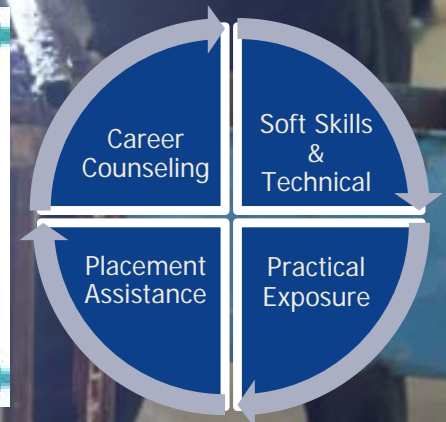 Career
Counseling
Soft Skills
&
Technical
Placement
Assistance
Practical
Exposure